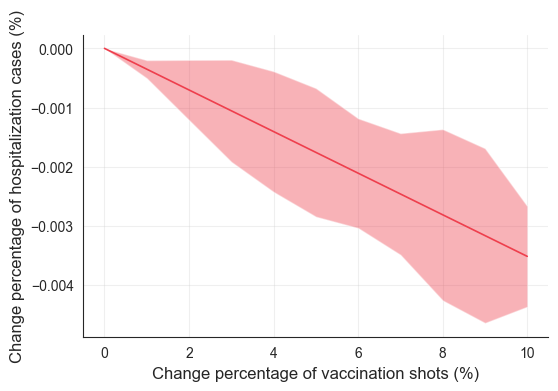 Change percentage of hospitalization cases (%)
0.000
−0.001
−0.002
−0.003
−0.004
0 2 4 6 8 10
Change percentage of vaccination shots (%)